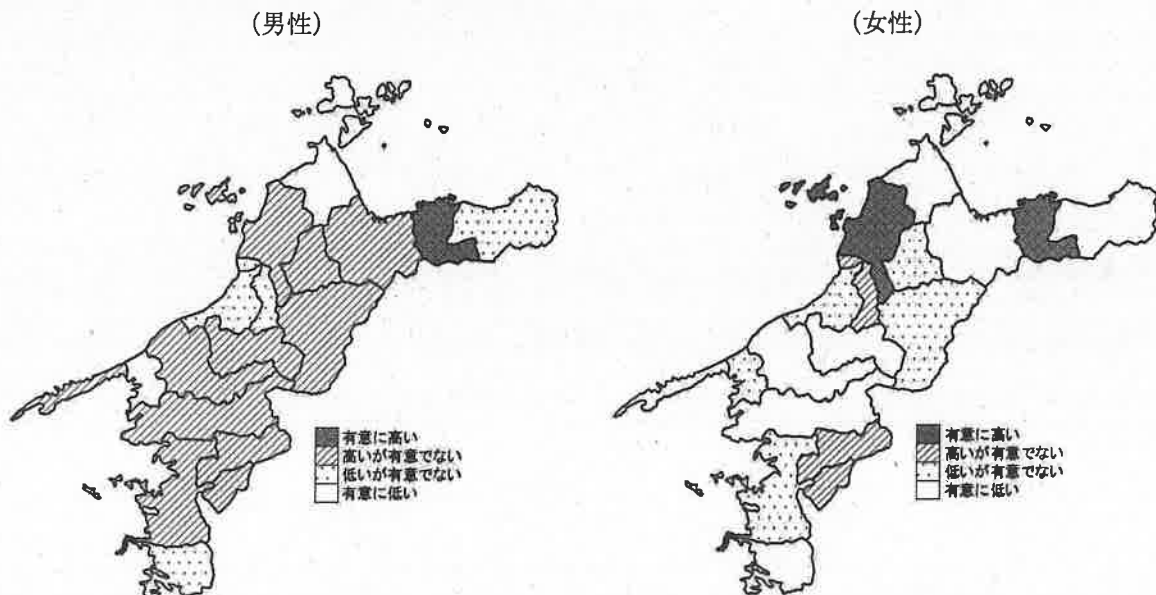 (男性)
(女性)
有意に高い
高いが有意でない
低いが有意でない
有意に低い
有意に高い
高いが有意でない
低いが有意でない
有意に低い